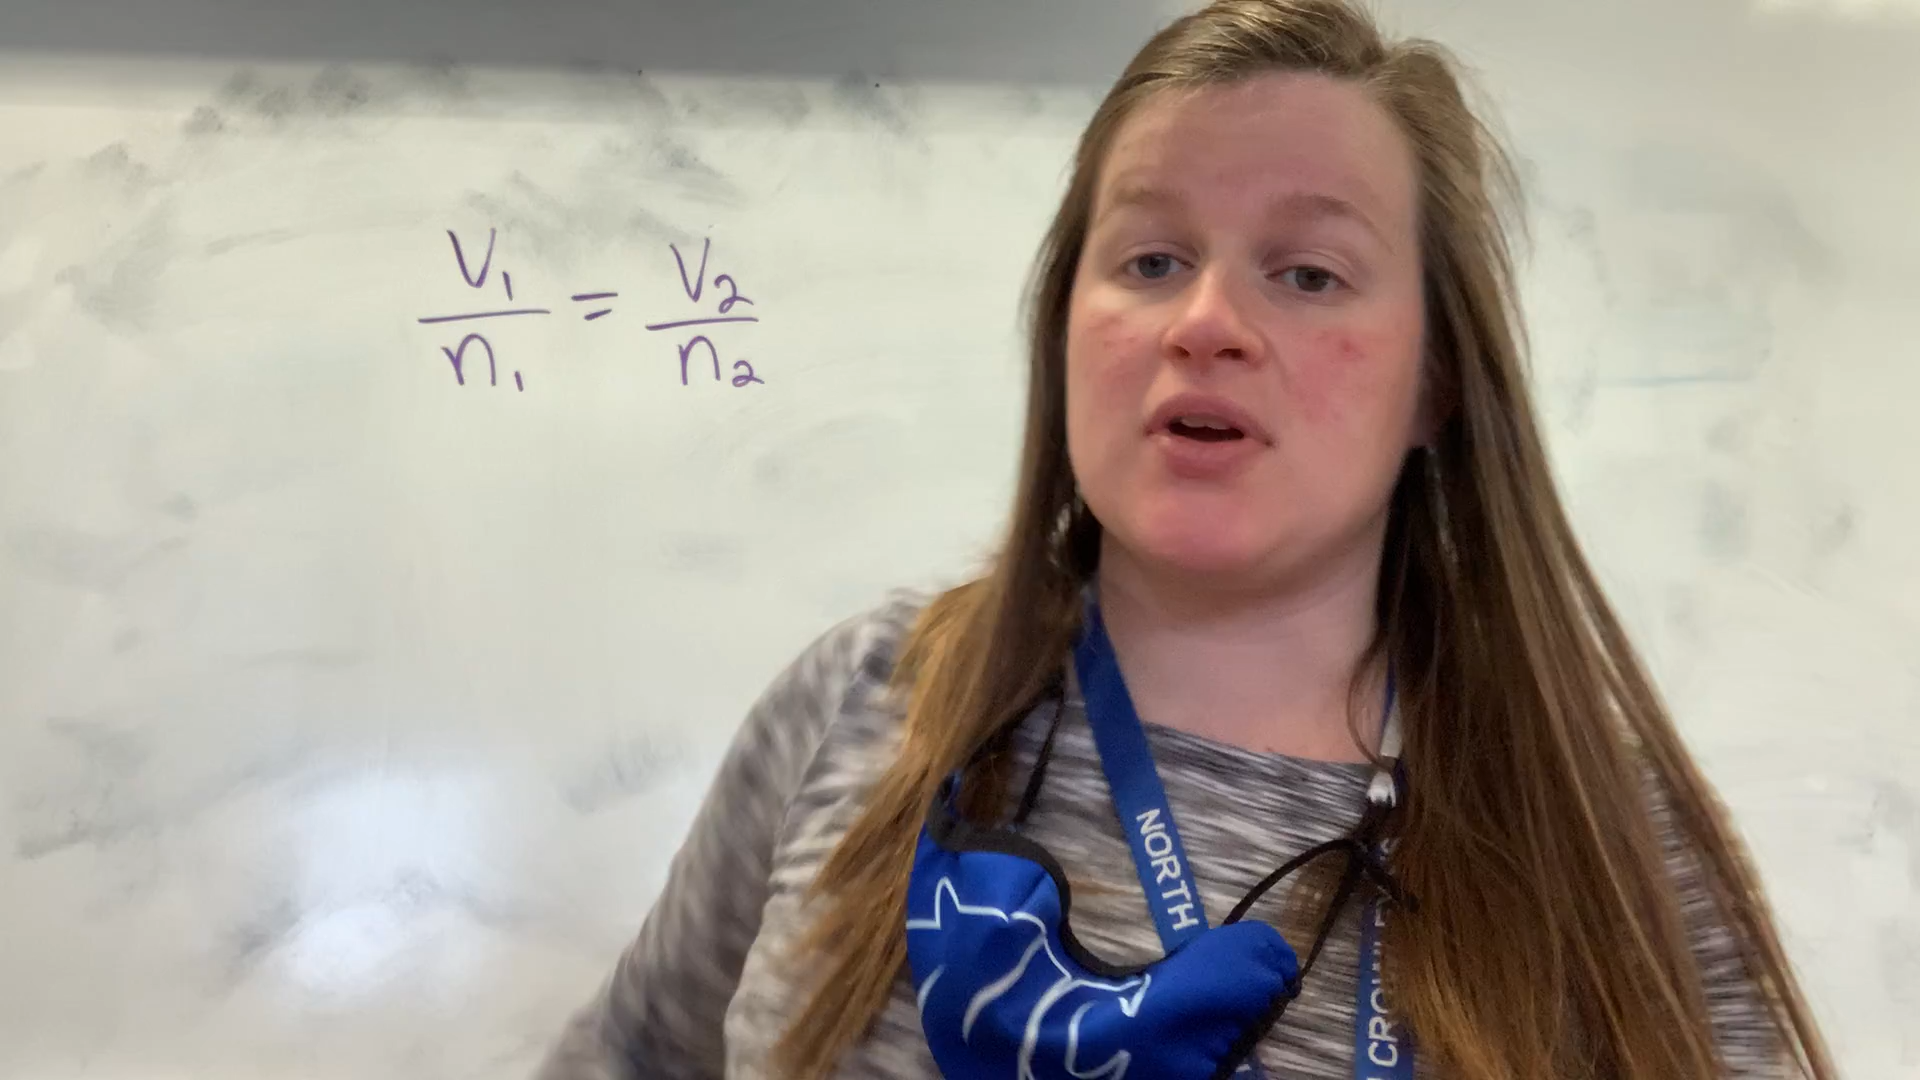 V₁/n₁ = V₂/n₂
NORTH
CROWLEY